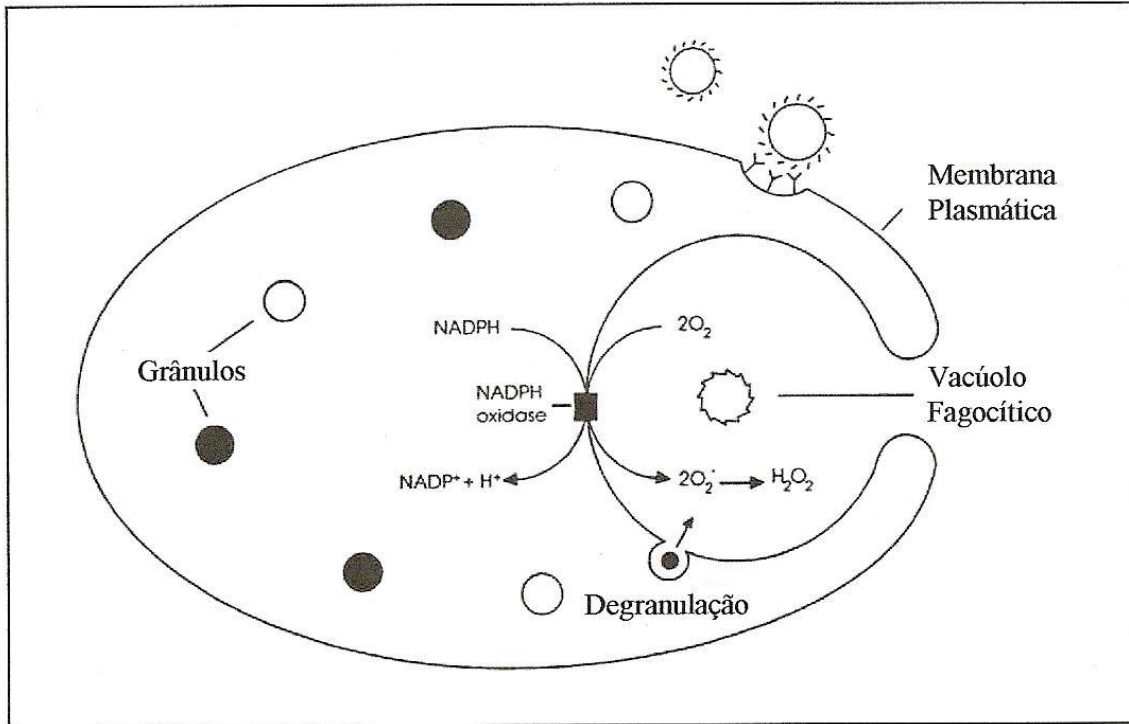 Membrana
Plasmática
NADPH
2O₂
Grânulos
NADPH
oxidase
Vacúolo
Fagocítico
NADP⁺ + H⁺
2O₂˙ → H₂O₂
Degranulação